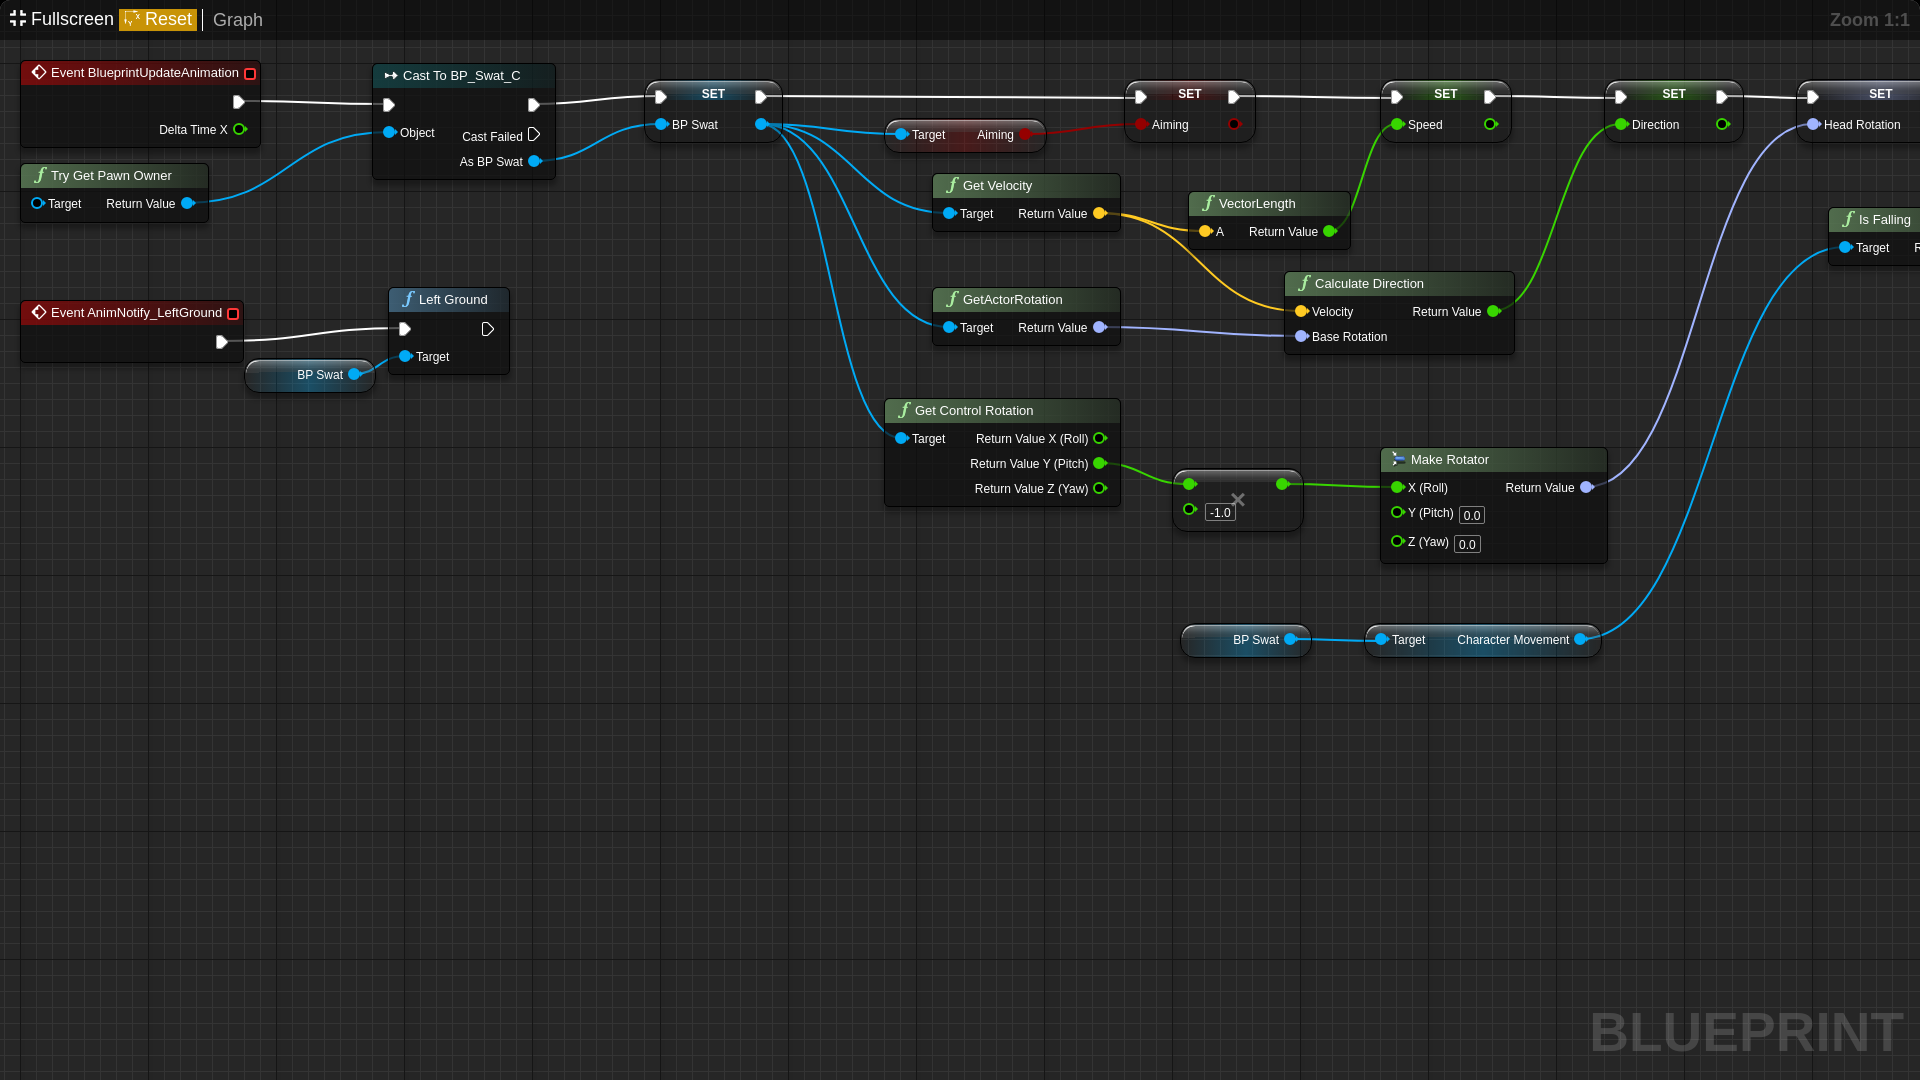 Fullscreen Reset Graph Zoom 1:1
Event BlueprintUpdateAnimation
Delta Time X
Cast To BP_Swat_C
Object Cast Failed
As BP Swat
SET
BP Swat
Target Aiming
SET
Aiming
SET
Speed
SET
Direction
SET
Head Rotation
Try Get Pawn Owner
Target Return Value
Get Velocity
Target Return Value
VectorLength
A Return Value
Is Falling
Target R
Event AnimNotify_LeftGround
Left Ground
Target
BP Swat
GetActorRotation
Target Return Value
Calculate Direction
Velocity Return Value
Base Rotation
Get Control Rotation
Target Return Value X (Roll)
Return Value Y (Pitch)
Return Value Z (Yaw)
-1.0
Make Rotator
X (Roll) Return Value
Y (Pitch) 0.0
Z (Yaw) 0.0
BP Swat
Target Character Movement
BLUEPRINT